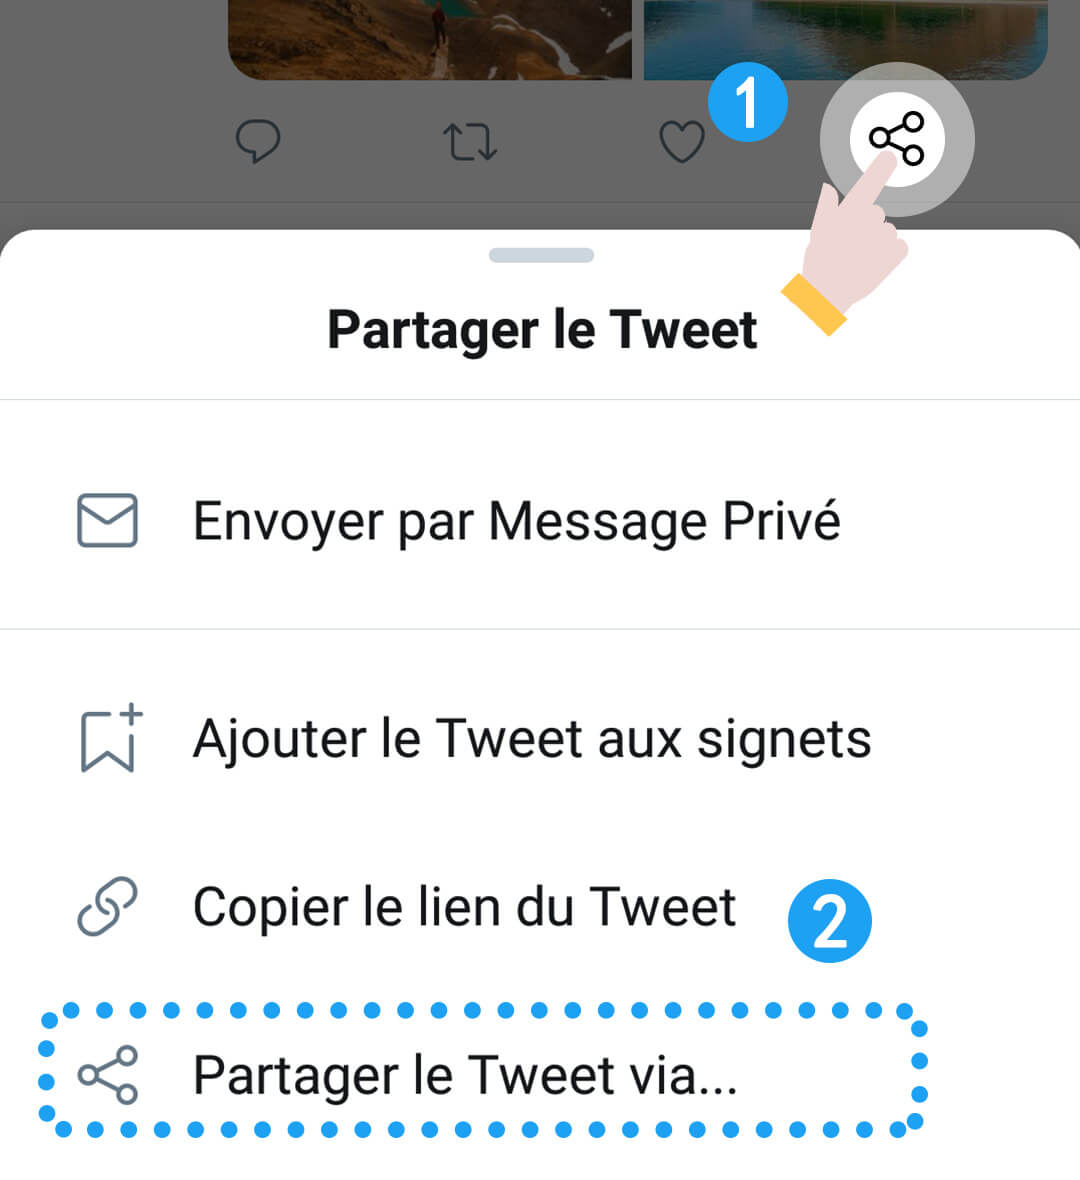 1
Partager le Tweet
Envoyer par Message Privé
Ajouter le Tweet aux signets
Copier le lien du Tweet
2
Partager le Tweet via...